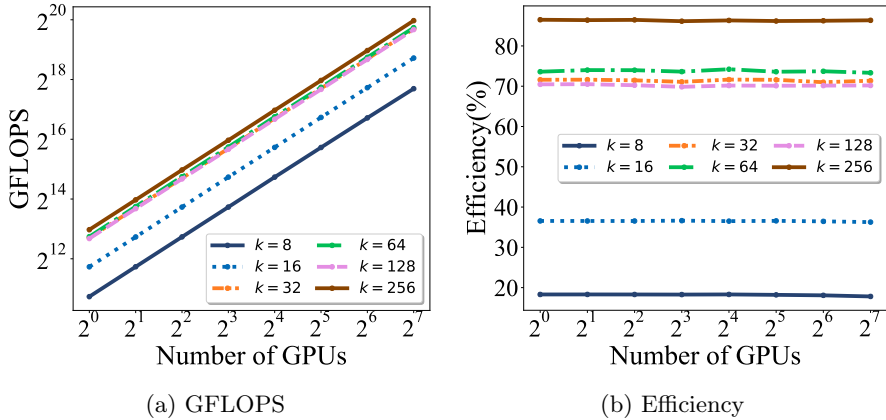 2^20
2^18
2^16
2^14
2^12
GFLOPS
k = 8
k = 16
k = 32
k = 64
k = 128
k = 256
2^0 2^1 2^2 2^3 2^4 2^5 2^6 2^7
Number of GPUs
(a) GFLOPS
80
70
60
50
40
30
20
Efficiency(%)
k = 8
k = 16
k = 32
k = 64
k = 128
k = 256
2^0 2^1 2^2 2^3 2^4 2^5 2^6 2^7
Number of GPUs
(b) Efficiency